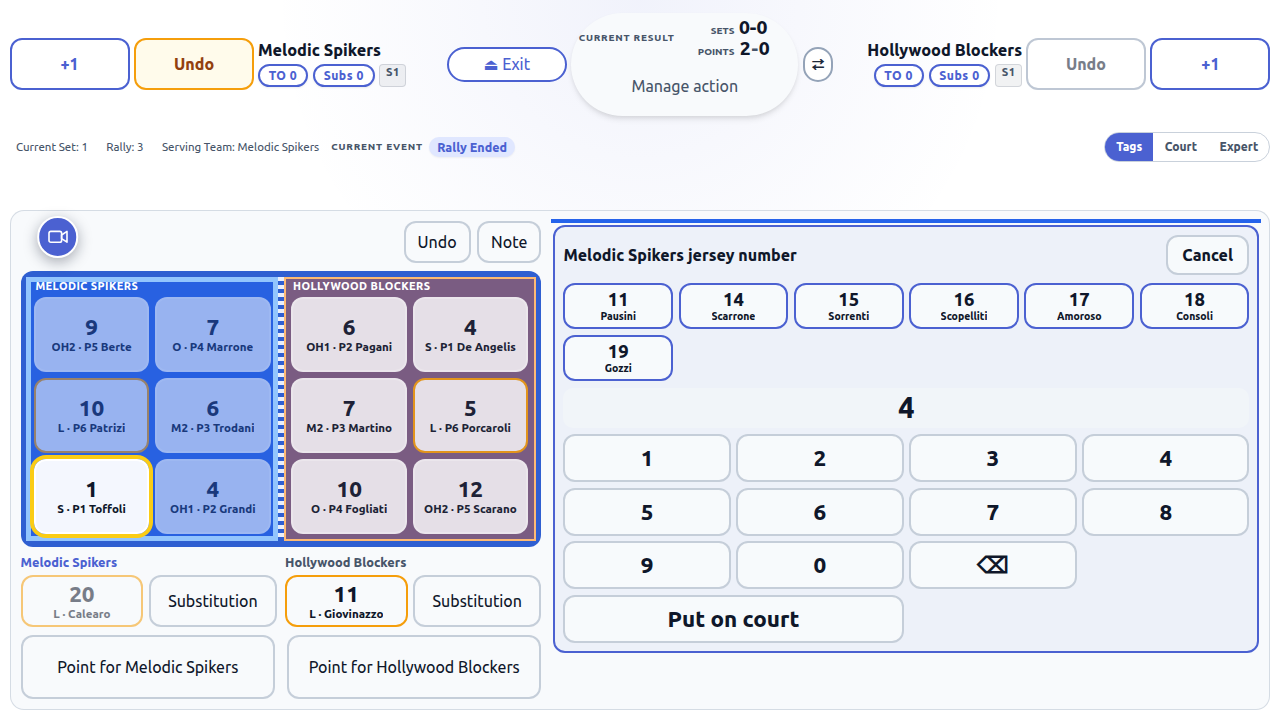 +1
Undo
Melodic Spikers
TO 0
Subs 0
S1
⏏ Exit
CURRENT RESULT
SETS 0-0
POINTS 2-0
Manage action
⇄
Hollywood Blockers
TO 0
Subs 0
S1
Undo
+1
Current Set: 1
Rally: 3
Serving Team: Melodic Spikers
CURRENT EVENT
Rally Ended
Tags
Court
Expert
Undo
Note
MELODIC SPIKERS
9
OH2 · P5 Berte
7
O · P4 Marrone
10
L · P6 Patrizi
6
M2 · P3 Trodani
1
S · P1 Toffoli
4
OH1 · P2 Grandi
HOLLYWOOD BLOCKERS
6
OH1 · P2 Pagani
4
S · P1 De Angelis
7
M2 · P3 Martino
5
L · P6 Porcaroli
10
O · P4 Fogliati
12
OH2 · P5 Scarano
Melodic Spikers
20
L · Calearo
Substitution
Hollywood Blockers
11
L · Giovinazzo
Substitution
Point for Melodic Spikers
Point for Hollywood Blockers
Melodic Spikers jersey number
Cancel
11
Pausini
14
Scarrone
15
Sorrenti
16
Scopelliti
17
Amoroso
18
Consoli
19
Gozzi
4
1
2
3
4
5
6
7
8
9
0
⌫
Put on court